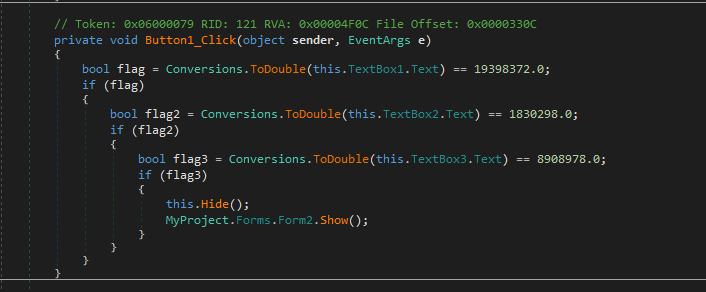 // Token: 0x06000079 RID: 121 RVA: 0x00004F0C File Offset: 0x0000330C
private void Button1_Click(object sender, EventArgs e)
{
bool flag = Conversions.ToDouble(this.TextBox1.Text) == 19398372.0;
if (flag)
{
bool flag2 = Conversions.ToDouble(this.TextBox2.Text) == 1830298.0;
if (flag2)
{
bool flag3 = Conversions.ToDouble(this.TextBox3.Text) == 8908978.0;
if (flag3)
{
this.Hide();
MyProject.Forms.Form2.Show();
}
}
}
}